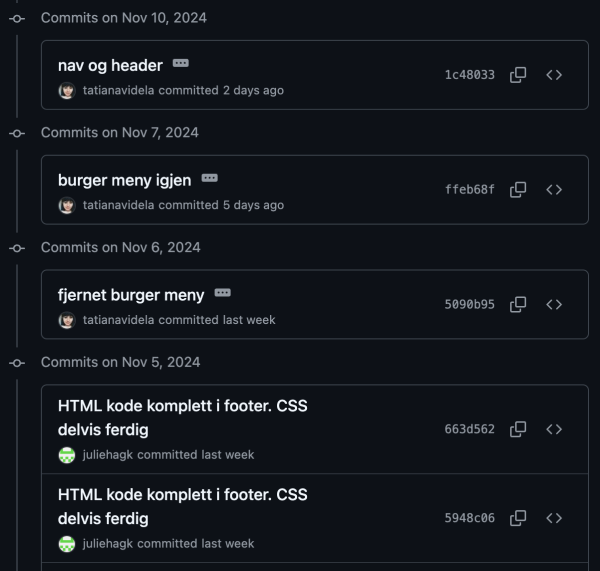 Commits on Nov 10, 2024
nav og header
1c48033
tatianavidela committed 2 days ago
Commits on Nov 7, 2024
burger meny igjen
ffeb68f
tatianavidela committed 5 days ago
Commits on Nov 6, 2024
fjernet burger meny
5090b95
tatianavidela committed last week
Commits on Nov 5, 2024
HTML kode komplett i footer. CSS
delvis ferdig
663d562
juliehagk committed last week
HTML kode komplett i footer. CSS
delvis ferdig
5948c06
juliehagk committed last week